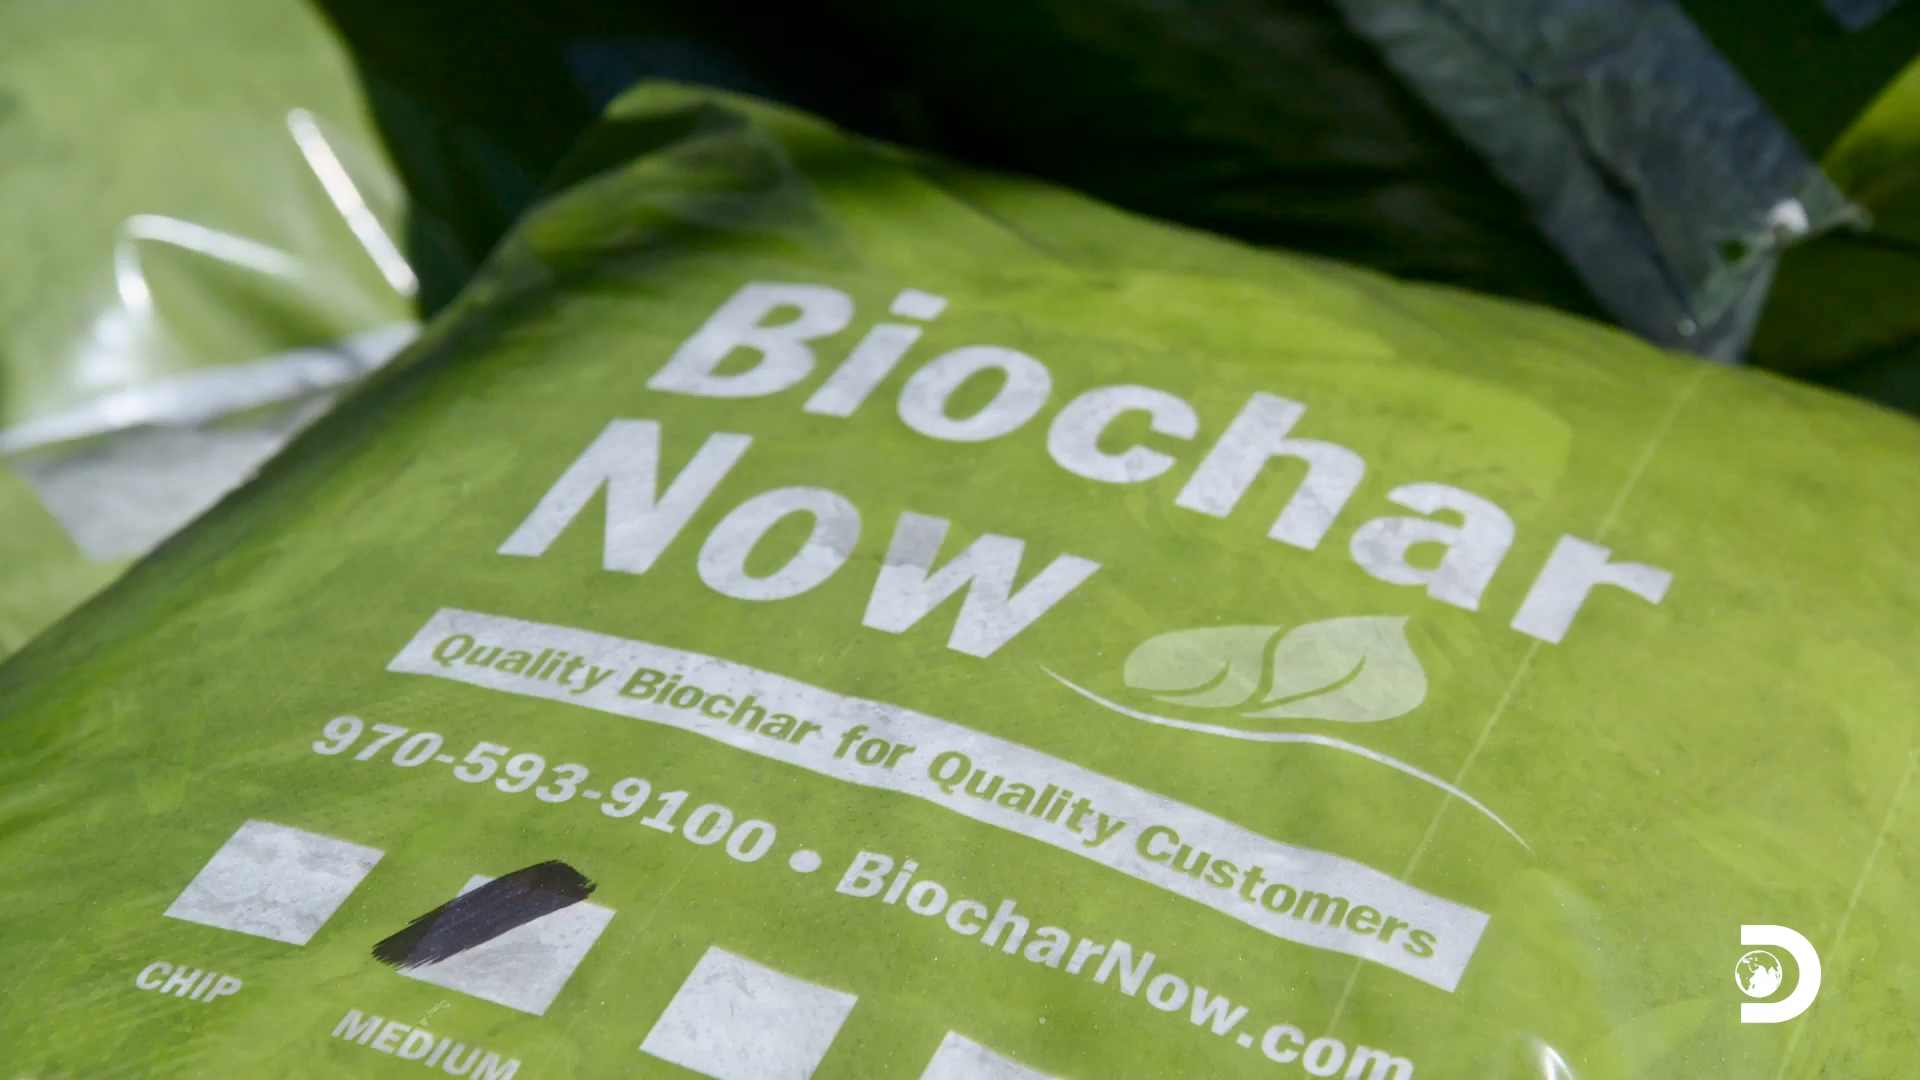 Biochar
Now
Quality Biochar for Quality Customers
970-593-9100 • BiocharNow.com
CHIP
MEDIUM